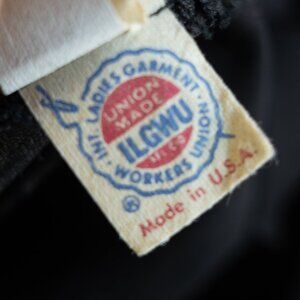 INT. LADIES GARMENT
WORKERS UNION
UNION
MADE
ILGWU
AFL-CIO
®
Made in U.S.A.